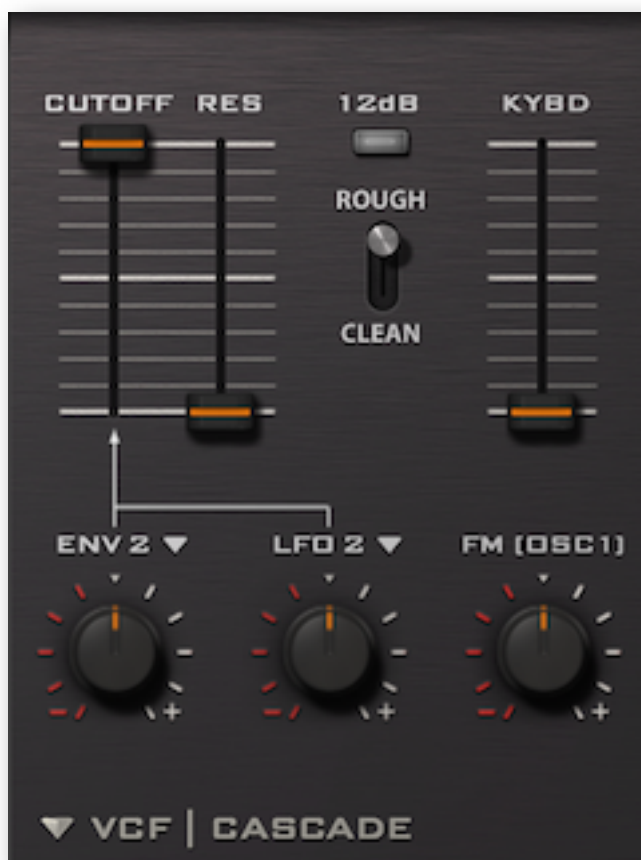 CUTOFF RES 12dB KYBD
ROUGH
CLEAN
ENV 2 LFO 2 FM (OSC1)
- + - + - +
VCF | CASCADE